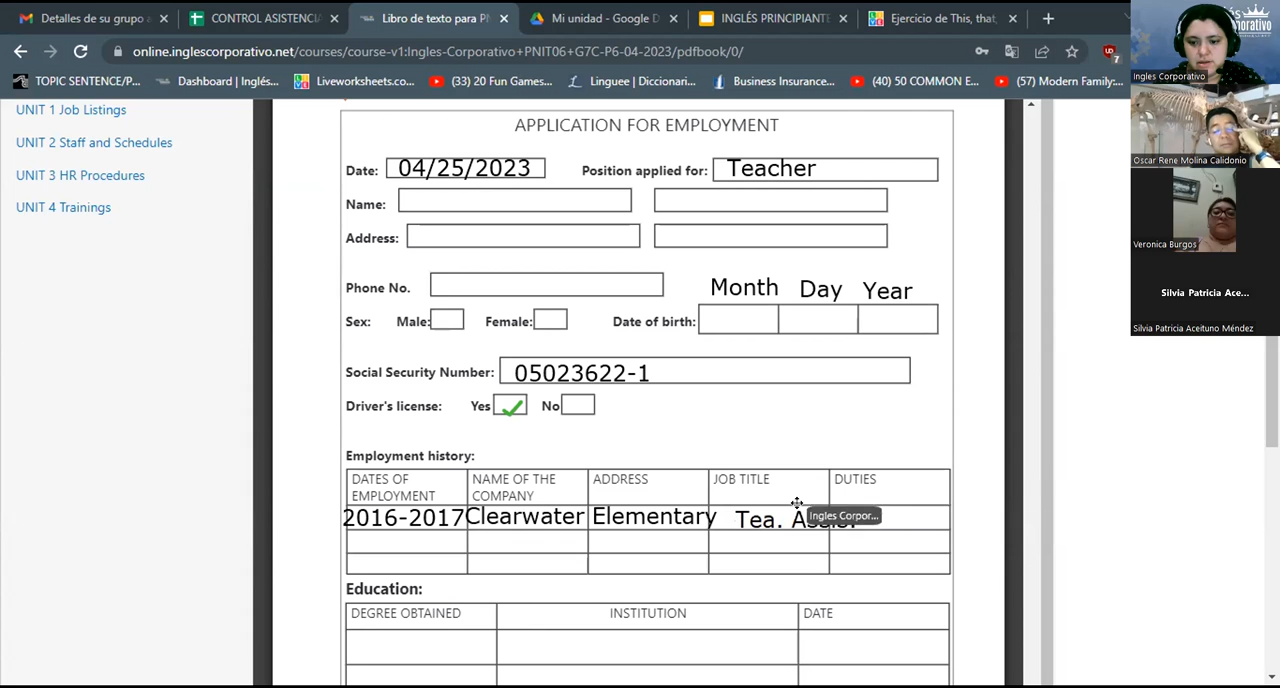 Detalles de su grupo a
CONTROL ASISTENCIA
Libro de texto para PN
Mi unidad - Google D
INGLÉS PRINCIPIANTE
Ejercicio de This, that,
online.inglescorporativo.net/courses/course-v1:Ingles-Corporativo+PNIT06+G7C-P6-04-2023/pdfbook/0/
7
TOPIC SENTENCE/P...
Dashboard | Inglés...
Liveworksheets.co...
(33) 20 Fun Games...
Linguee | Diccionari...
Business Insurance...
(40) 50 COMMON E...
(57) Modern Family:...
Ingles Corporativo
Oscar Rene Molina Calidonio
Veronica Burgos
Silvia Patricia Ace...
Silvia Patricia Aceituno Méndez
UNIT 1 Job Listings
UNIT 2 Staff and Schedules
UNIT 3 HR Procedures
UNIT 4 Trainings
APPLICATION FOR EMPLOYMENT
Date: 04/25/2023 Position applied for: Teacher
Name:
Address:
Phone No. Month Day Year
Sex: Male: Female: Date of birth:
Social Security Number: 05023622-1
Driver's license: Yes No
Employment history:
DATES OF EMPLOYMENT NAME OF THE COMPANY ADDRESS JOB TITLE DUTIES
2016-2017 Clearwater Elementary Tea.
Ingles Corpor...
Education:
DEGREE OBTAINED INSTITUTION DATE